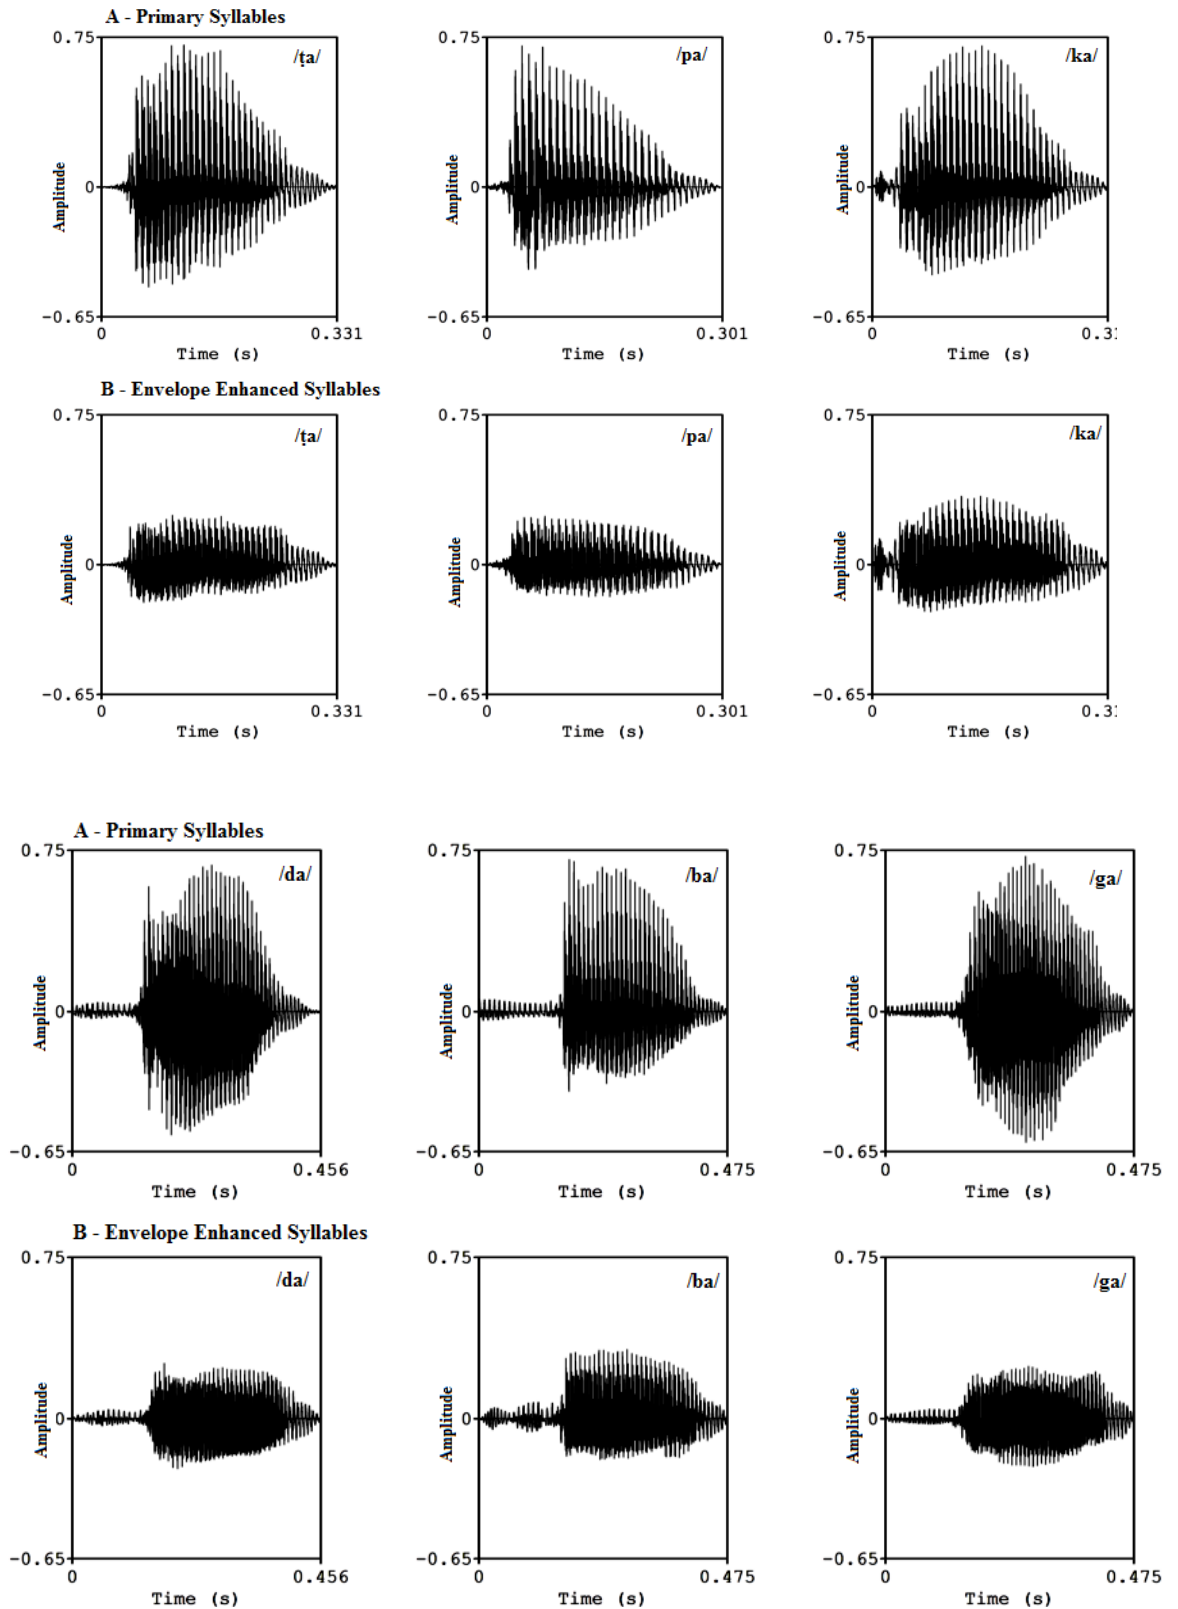 A - Primary Syllables
0.75 /ṭa/ 0.75 /pa/ 0.75 /ka/
Amplitude Amplitude Amplitude
0 0 0
-0.65 -0.65 -0.65
0 0.331 0 0.301 0
Time (s) Time (s) Time (s)
B - Envelope Enhanced Syllables
0.75 /ṭa/ 0.75 /pa/ 0.75 /ka/
Amplitude Amplitude Amplitude
0 0 0
-0.65 -0.65 -0.65
0 0.331 0 0.301 0
Time (s) Time (s) Time (s)
A - Primary Syllables
0.75 /da/ 0.75 /ba/ 0.75 /ga/
Amplitude Amplitude Amplitude
0 0 0
-0.65 -0.65 -0.65
0 0.456 0 0.475 0 0.475
Time (s) Time (s) Time (s)
B - Envelope Enhanced Syllables
0.75 /da/ 0.75 /ba/ 0.75 /ga/
Amplitude Amplitude Amplitude
0 0 0
-0.65 -0.65 -0.65
0 0.456 0 0.475 0 0.475
Time (s) Time (s) Time (s)